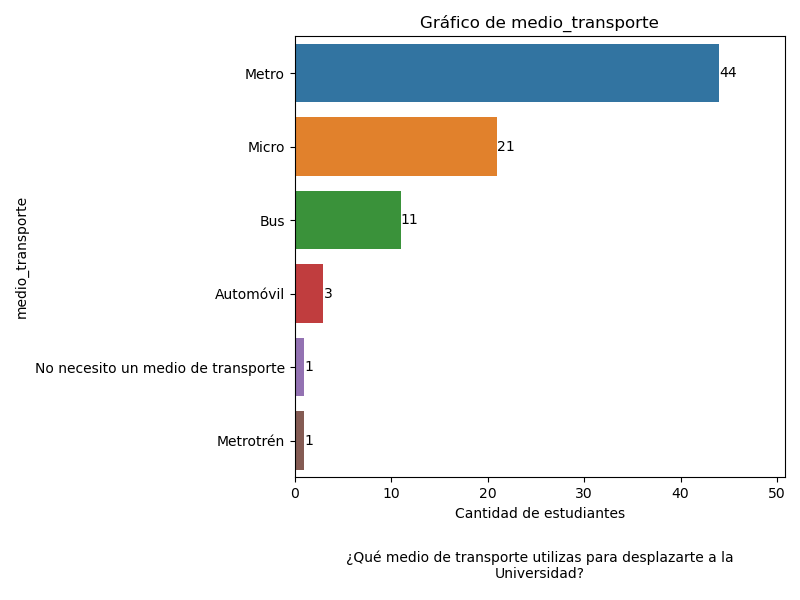 Gráfico de medio_transporte
medio_transporte
Metro
44
Micro
21
Bus
11
Automóvil
3
No necesito un medio de transporte
1
Metrotrén
1
0 10 20 30 40 50
Cantidad de estudiantes
¿Qué medio de transporte utilizas para desplazarte a la
Universidad?